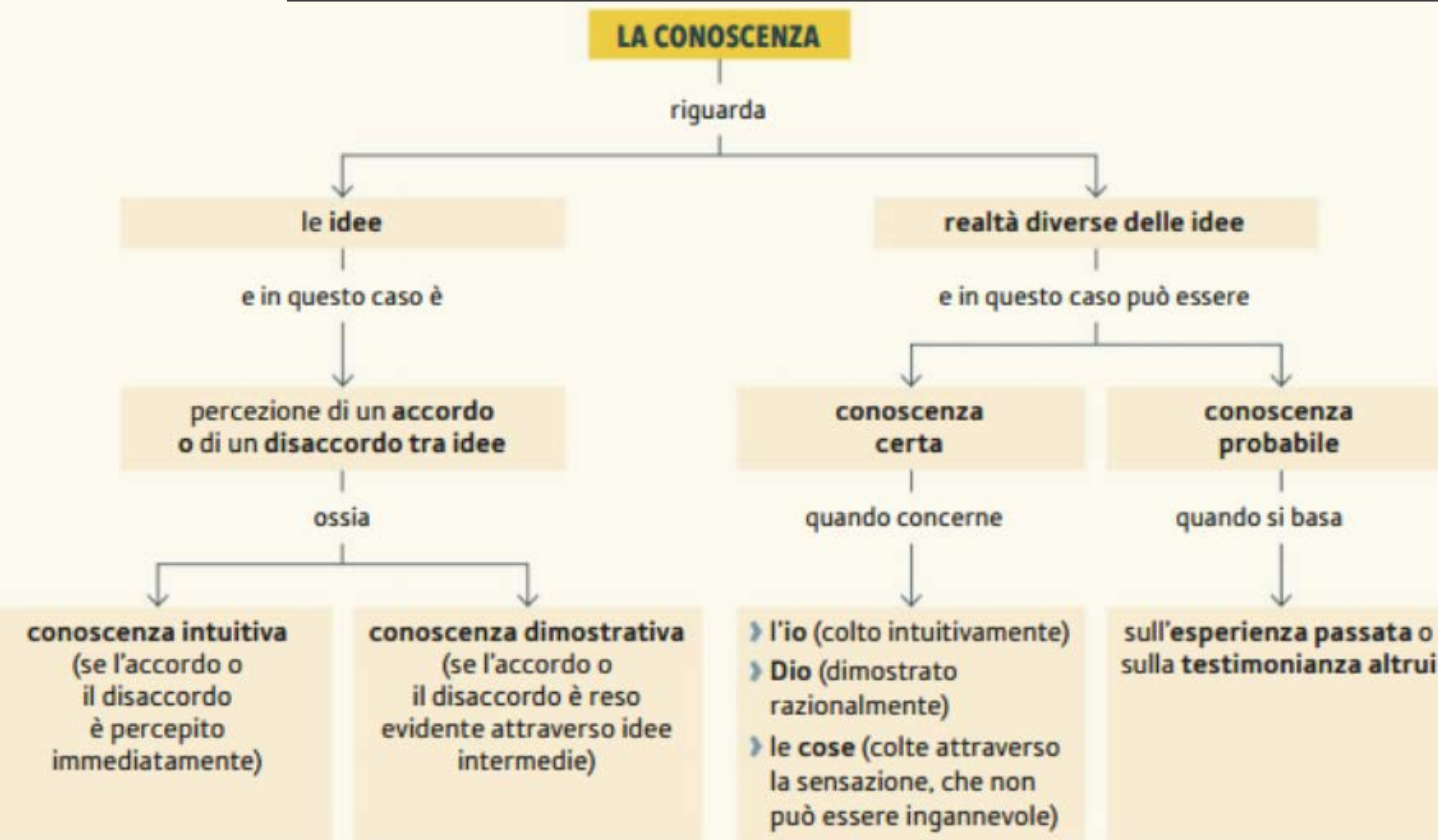 LA CONOSCENZA
riguarda
le idee
realtà diverse delle idee
e in questo caso è
e in questo caso può essere
percezione di un accordo
o di un disaccordo tra idee
conoscenza
certa
conoscenza
probabile
ossia
quando concerne
quando si basa
conoscenza intuitiva
(se l'accordo o
il disaccordo
è percepito
immediatamente)
conoscenza dimostrativa
(se l'accordo o
il disaccordo è reso
evidente attraverso idee
intermedie)
› l'io (colto intuitivamente)
› Dio (dimostrato
razionalmente)
› le cose (colte attraverso
la sensazione, che non
può essere ingannevole)
sull'esperienza passata o
sulla testimonianza altrui